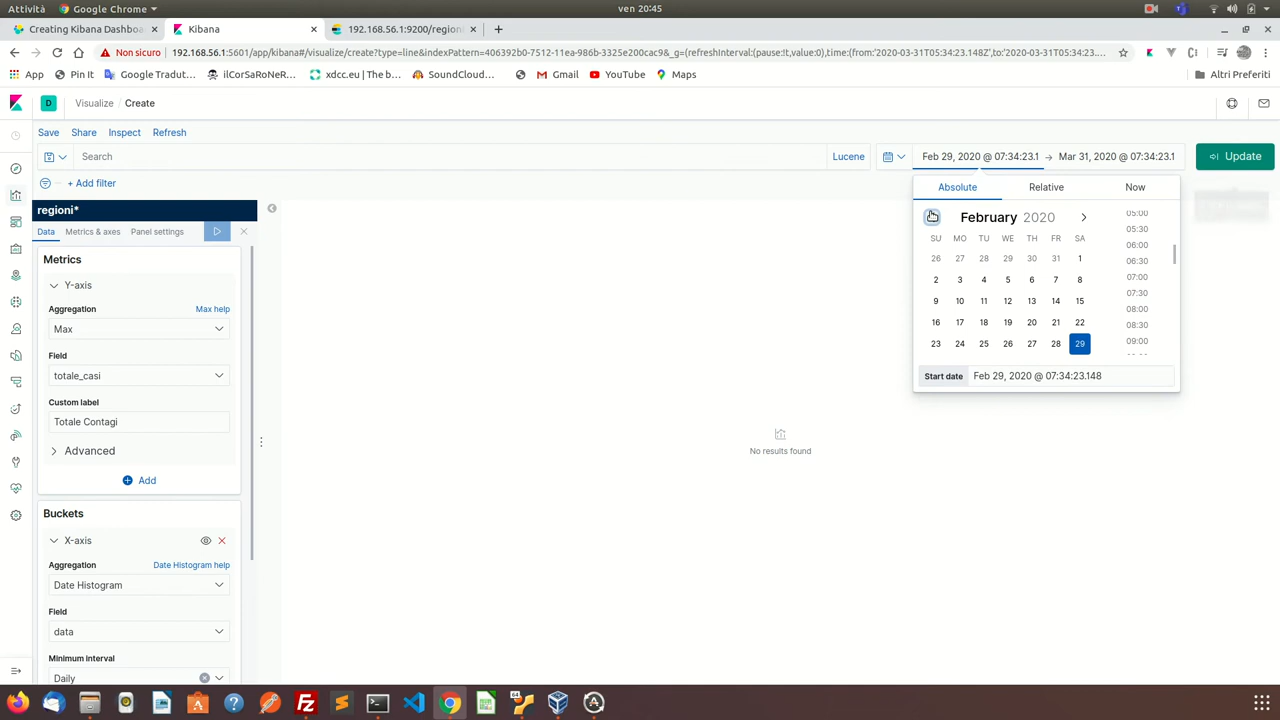 Attività
Google Chrome
ven 20:45
Creating Kibana Dashboa
Kibana
192.168.56.1:9200/region
Non sicuro
192.168.56.1:5601/app/kibana#/visualize/create?type=line&indexPattern=406392b0-7512-11ea-986b-3325e200cac9&_g=(refreshInterval:(pause:!t,value:0),time:(from:'2020-03-31T05:34:23.148Z',to:'2020-03-31T05:34:23....
App
Pin It
Google Tradut...
ilCorSaRoNeR...
xdcc.eu | The b...
SoundCloud...
Gmail
YouTube
Maps
Altri Preferiti
D
Visualize / Create
Save
Share
Inspect
Refresh
Search
Lucene
Feb 29, 2020 @ 07:34:23.1
→
Mar 31, 2020 @ 07:34:23.1
Update
+ Add filter
regioni*
Data
Metrics & axes
Panel settings
Metrics
Y-axis
Aggregation
Max help
Max
Field
totale_casi
Custom label
Totale Contagi
Advanced
Add
Buckets
X-axis
Aggregation
Date Histogram help
Date Histogram
Field
data
Minimum interval
Daily
No results found
Absolute
Relative
Now
February 2020
SU MO TU WE TH FR SA
26 27 28 29 30 31 1
2 3 4 5 6 7 8
9 10 11 12 13 14 15
16 17 18 19 20 21 22
23 24 25 26 27 28 29
05:00
05:30
06:00
06:30
07:00
07:30
08:00
08:30
09:00
Start date
Feb 29, 2020 @ 07:34:23.148